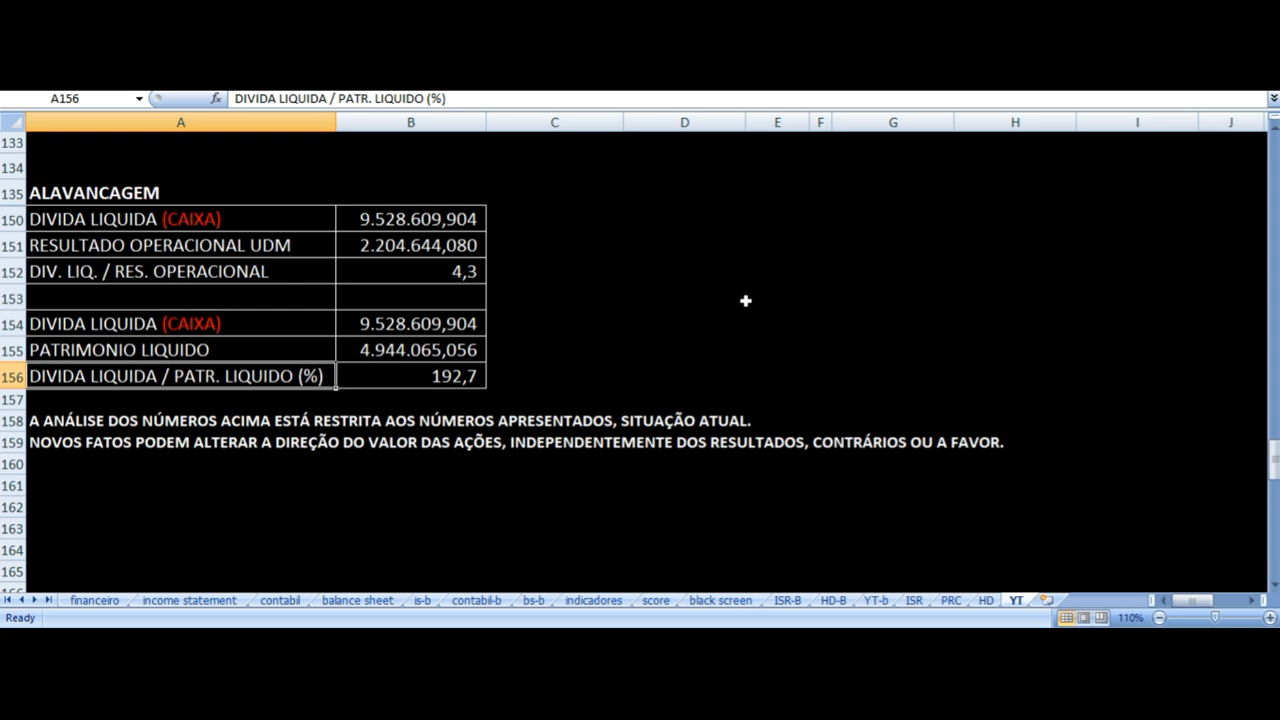 A156 fx DIVIDA LIQUIDA / PATR. LIQUIDO (%)
A B C D E F G H I J
133
134
135 ALAVANCAGEM
150 DIVIDA LIQUIDA (CAIXA) 9.528.609,904
151 RESULTADO OPERACIONAL UDM 2.204.644,080
152 DIV. LIQ. / RES. OPERACIONAL 4,3
153
154 DIVIDA LIQUIDA (CAIXA) 9.528.609,904
155 PATRIMONIO LIQUIDO 4.944.065,056
156 DIVIDA LIQUIDA / PATR. LIQUIDO (%) 192,7
157
158 A ANÁLISE DOS NÚMEROS ACIMA ESTÁ RESTRITA AOS NÚMEROS APRESENTADOS, SITUAÇÃO ATUAL.
159 NOVOS FATOS PODEM ALTERAR A DIREÇÃO DO VALOR DAS AÇÕES, INDEPENDENTEMENTE DOS RESULTADOS, CONTRÁRIOS OU A FAVOR.
160
161
162
163
164
165
166
financeiro income statement contabil balance sheet is-b contabil-b bs-b indicadores score black screen ISR-B HD-B YT-b ISR PRC HD YT
Ready 110%